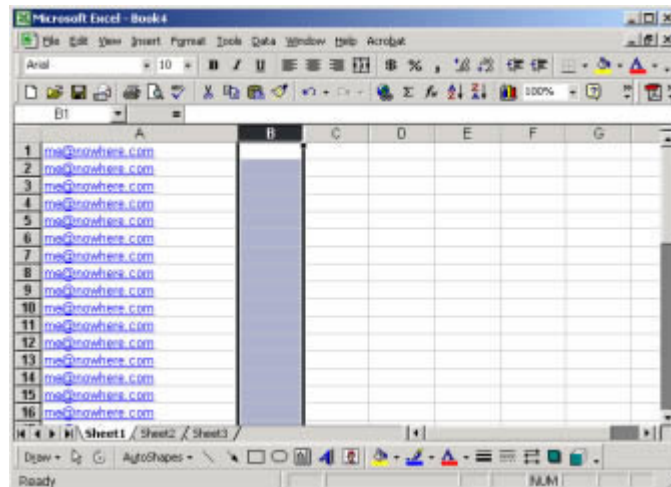 Microsoft Excel - Book4
File Edit View Insert Format Tools Data Window Help Acrobat
Arial 10 B I U $ % ,
Σ fx 100%
B1 =
A B C D E F G
1 me@nowhere.com
2 me@nowhere.com
3 me@nowhere.com
4 me@nowhere.com
5 me@nowhere.com
6 me@nowhere.com
7 me@nowhere.com
8 me@nowhere.com
9 me@nowhere.com
10 me@nowhere.com
11 me@nowhere.com
12 me@nowhere.com
13 me@nowhere.com
14 me@nowhere.com
15 me@nowhere.com
16 me@nowhere.com
Sheet1 / Sheet2 / Sheet3 /
Draw AutoShapes
Ready NUM